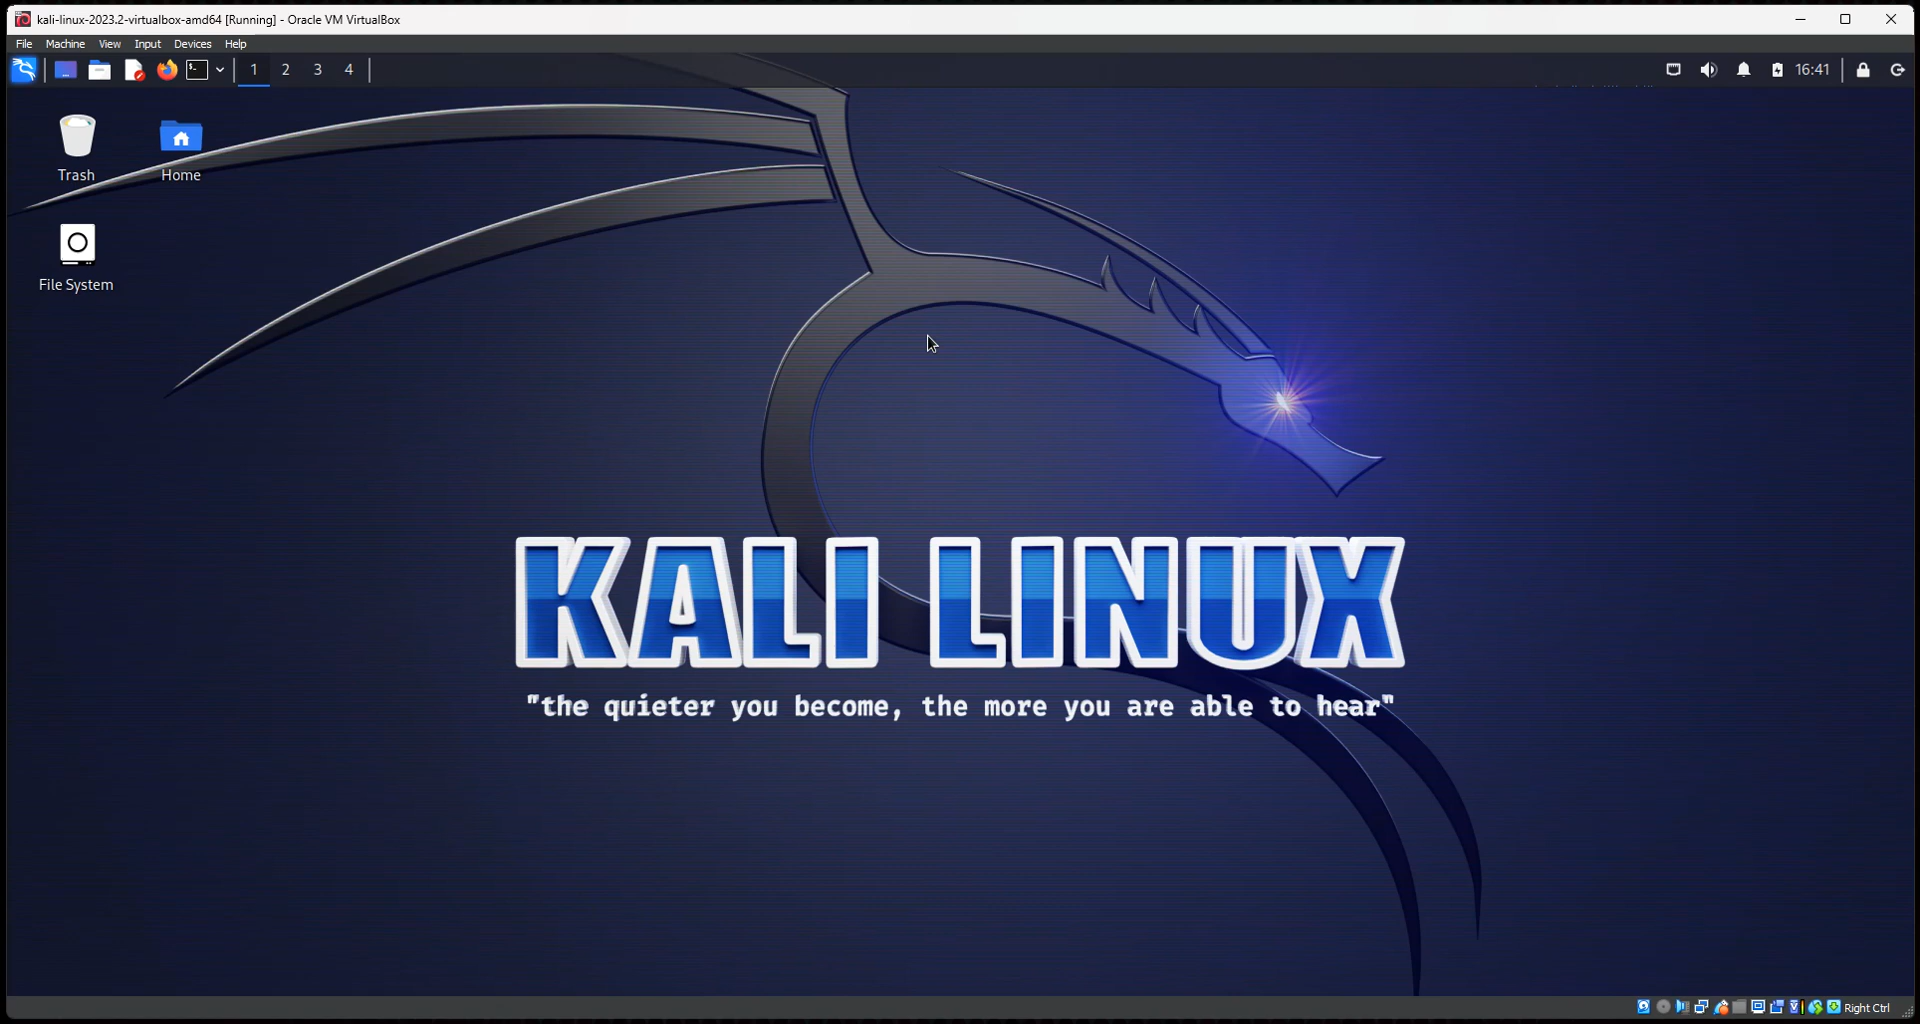 kali-linux-2023.2-virtualbox-amd64 [Running] - Oracle VM VirtualBox
File Machine View Input Devices Help
1 2 3 4 16:41
Trash Home
File System
KALI LINUX
"the quieter you become, the more you are able to hear"
Right Ctrl